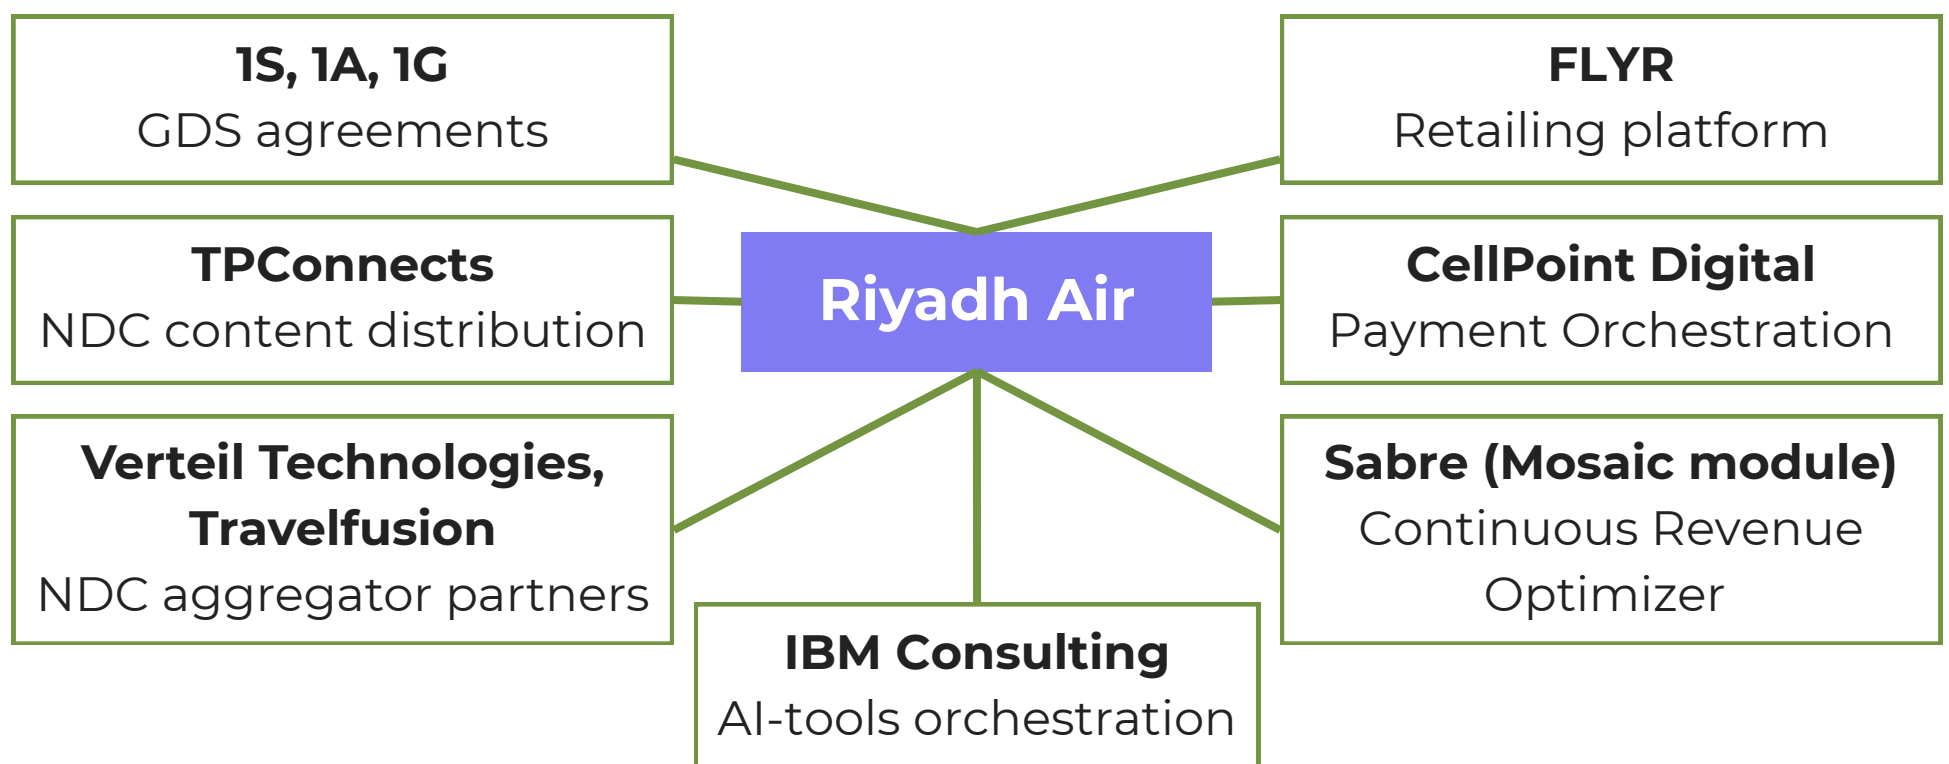 1S, 1A, 1G
GDS agreements
FLYR
Retailing platform
TPConnects
NDC content distribution
Riyadh Air
CellPoint Digital
Payment Orchestration
Verteil Technologies,
Travelfusion
NDC aggregator partners
Sabre (Mosaic module)
Continuous Revenue
Optimizer
IBM Consulting
AI-tools orchestration